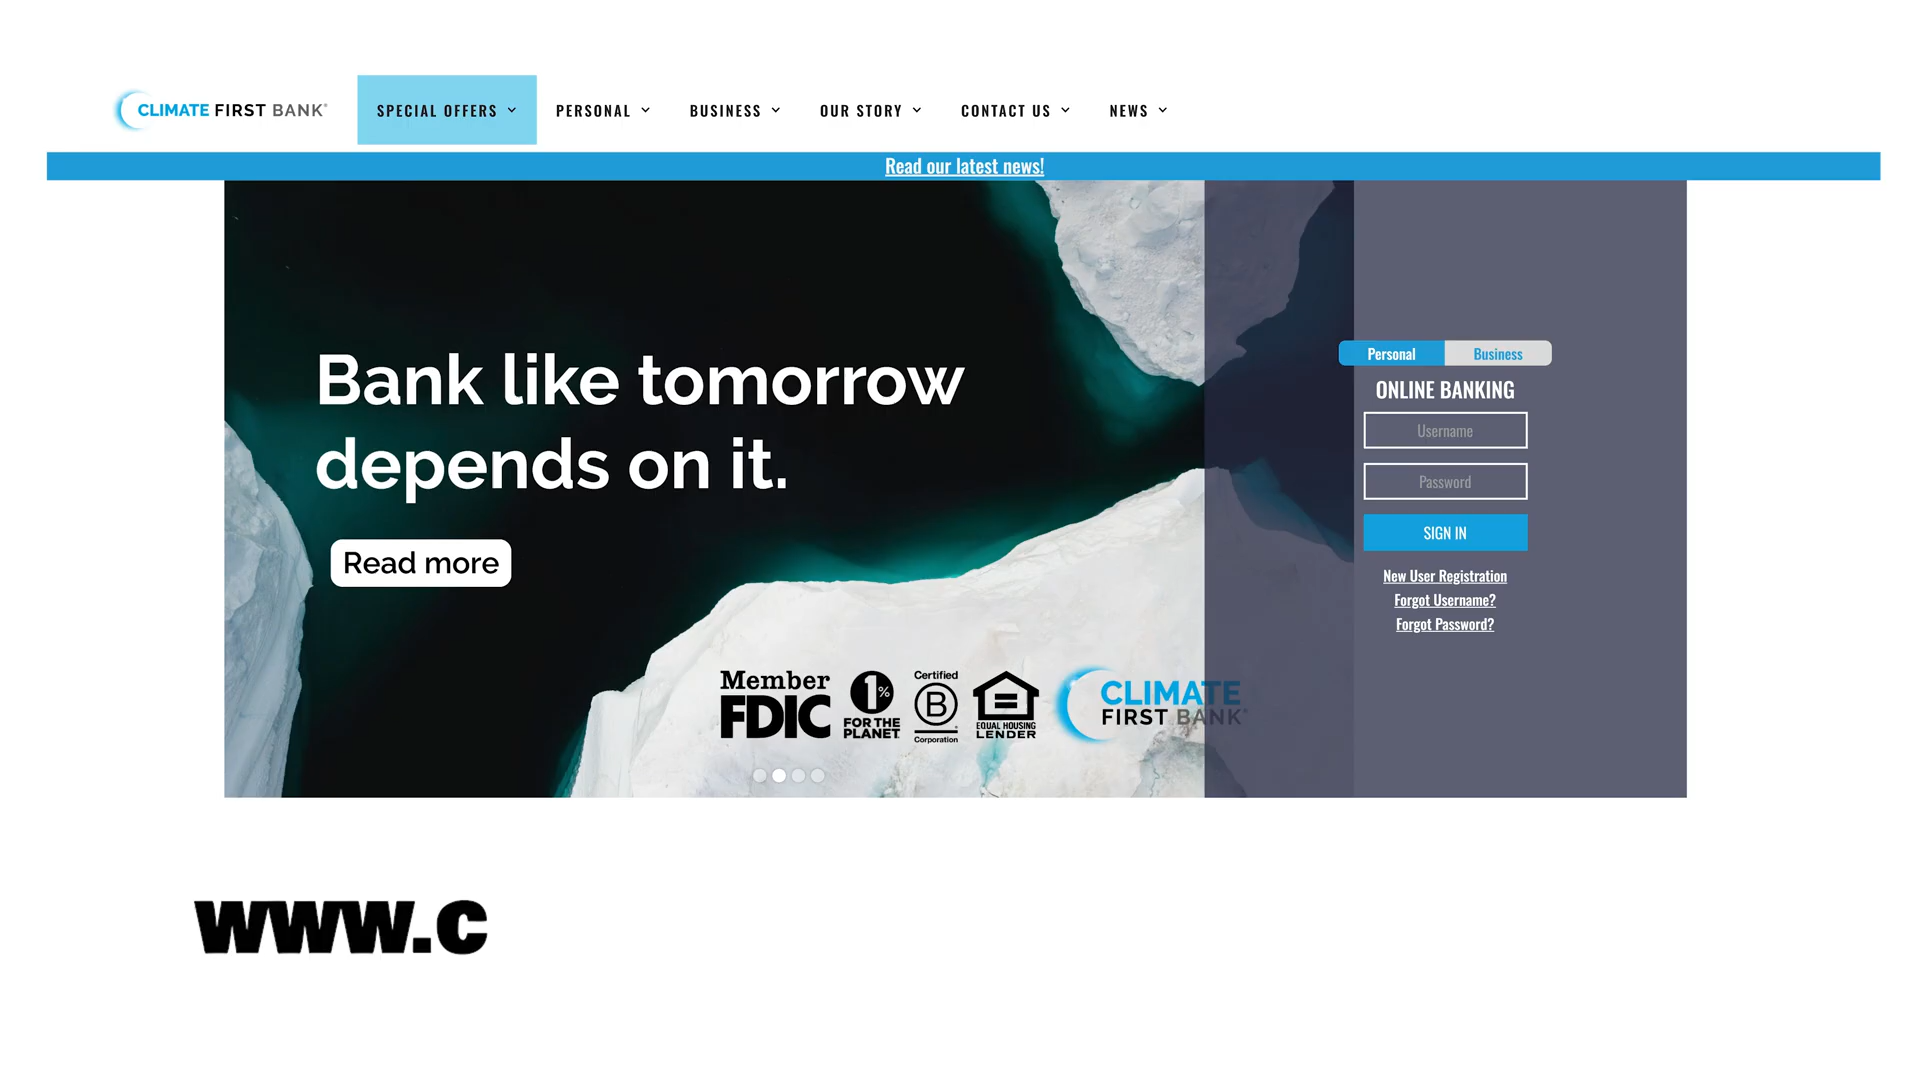 CLIMATE FIRST BANK®
SPECIAL OFFERS
PERSONAL
BUSINESS
OUR STORY
CONTACT US
NEWS
Read our latest news!
Bank like tomorrow
depends on it.
Read more
Personal
Business
ONLINE BANKING
Username
Password
SIGN IN
New User Registration
Forgot Username?
Forgot Password?
Member
FDIC
1%
FOR THE
PLANET
Certified
B
Corporation
EQUAL HOUSING
LENDER
CLIMATE
FIRST BANK®
www.c